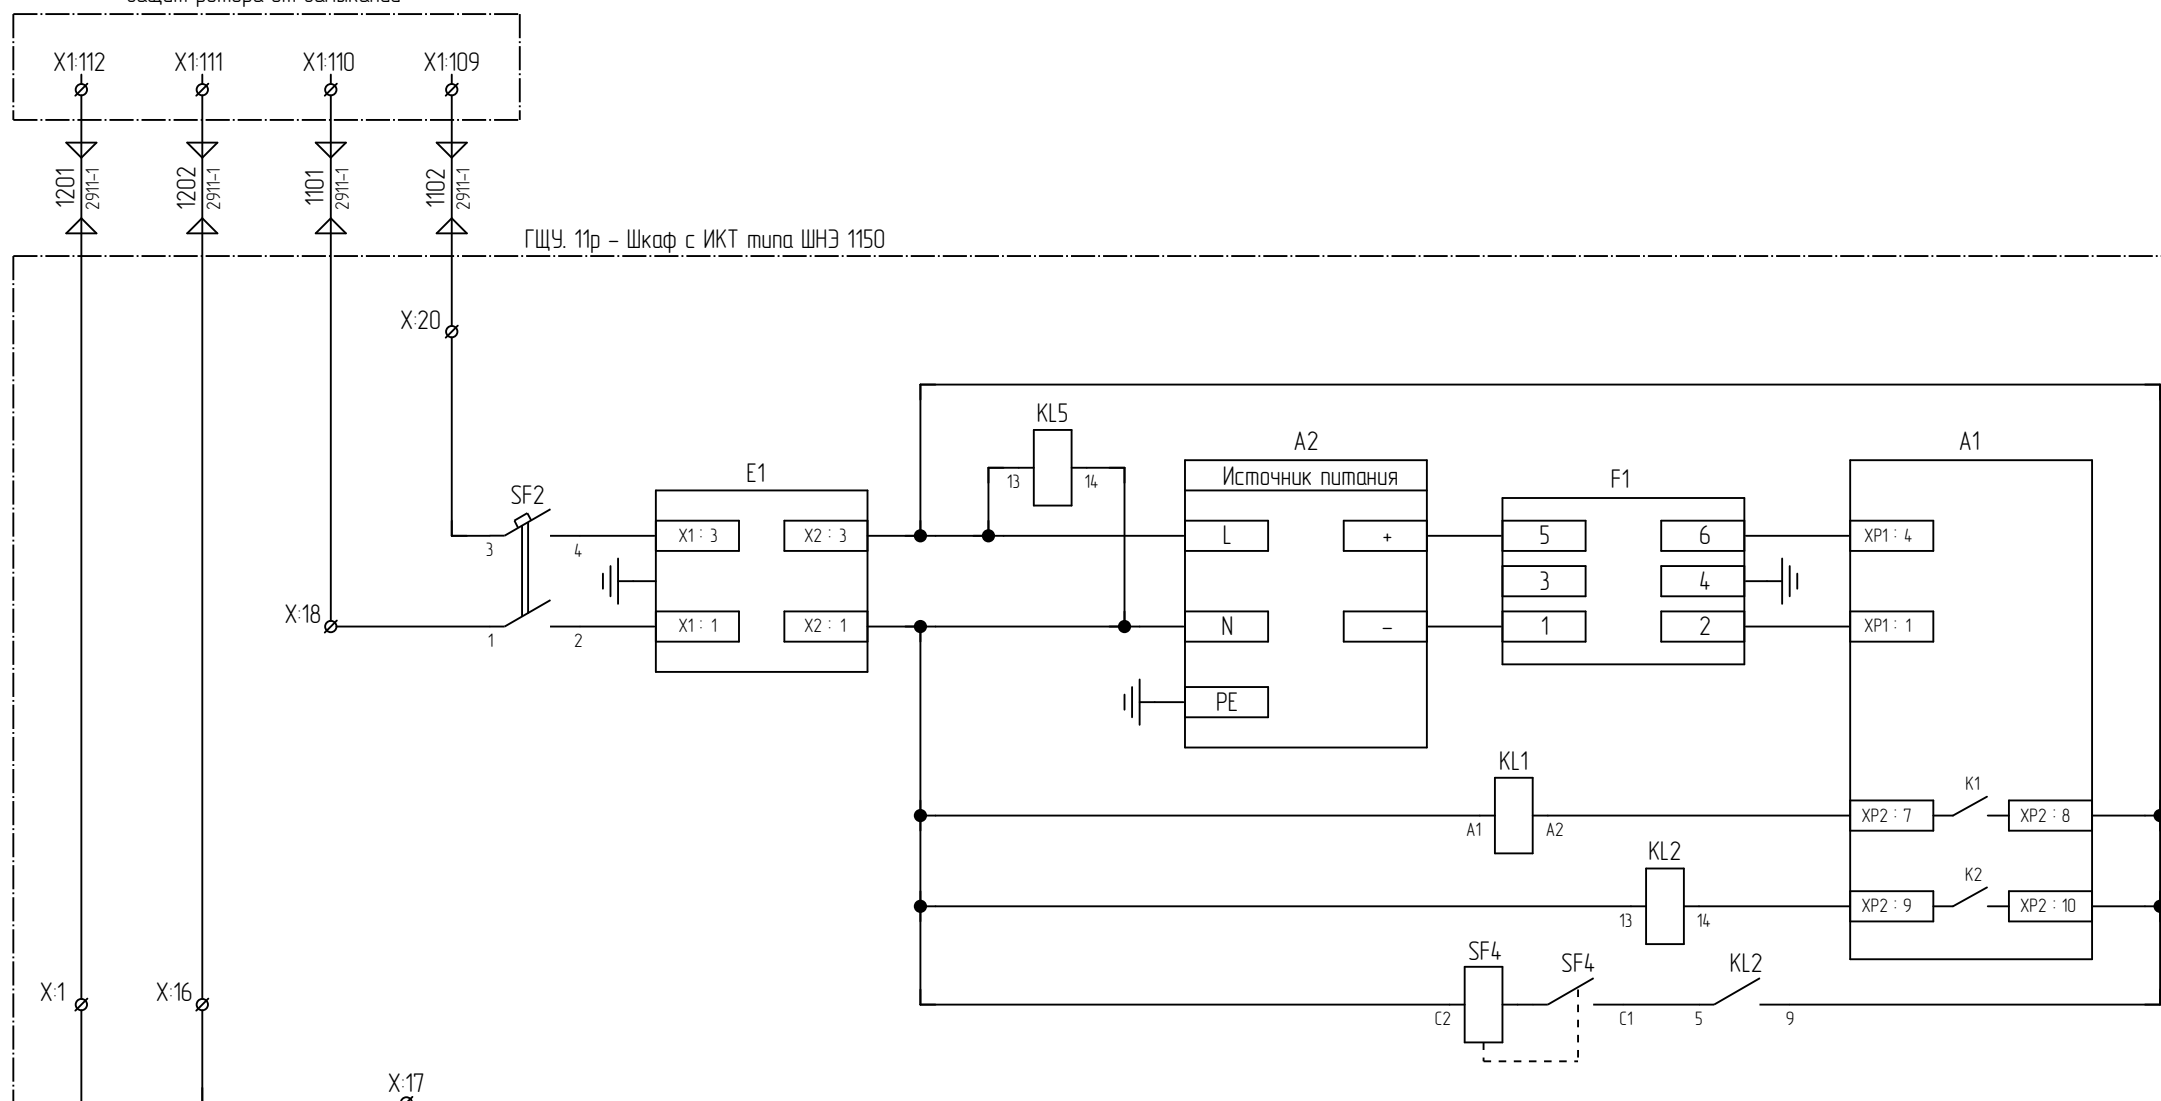 X1:112 X1:111 X1:110 X1:109
1201 2911-1 1202 2911-1 1101 2911-1 1102 2911-1
ГЩУ. 11р – Шкаф с ИКТ типа ШНЭ 1150
X:20
KL5
13 14
A2
Источник питания
A1
E1
F1
SF2
3 4
X1 : 3 X2 : 3
L +
5 6
XP1 : 4
3 4
X:18
1 2
X1 : 1 X2 : 1
N –
1 2
XP1 : 1
PE
KL1
A1 A2
K1
XP2 : 7 XP2 : 8
KL2
13 14
K2
XP2 : 9 XP2 : 10
SF4 SF4 KL2
C2 C1 5 9
X:1 X:16
X:17